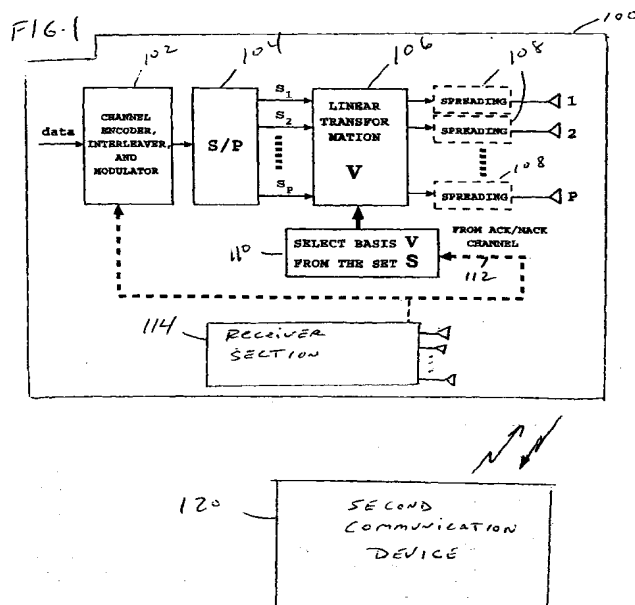 FIG.1
100
102
104
106
108
data
CHANNEL
ENCODER,
INTERLEAVER,
AND
MODULATOR
S/P
S1
S2
SP
LINEAR
TRANSFOR
MATION
V
SPREADING
1
SPREADING
2
108
SPREADING
P
110
SELECT BASIS V
FROM THE SET S
FROM ACK/NACK
CHANNEL
112
114
RECEIVER
SECTION
120
SECOND
COMMUNICATION
DEVICE